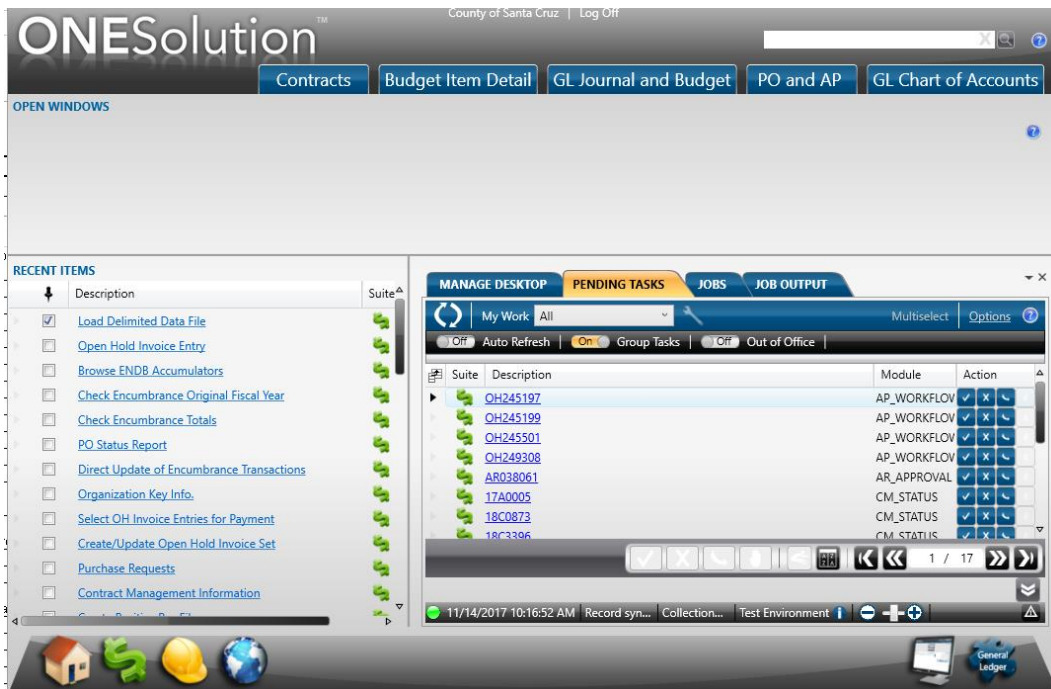 County of Santa Cruz | Log Off
ONESolution™
Contracts Budget Item Detail GL Journal and Budget PO and AP GL Chart of Accounts
OPEN WINDOWS
RECENT ITEMS
Description Suite
Load Delimited Data File
Open Hold Invoice Entry
Browse ENDB Accumulators
Check Encumbrance Original Fiscal Year
Check Encumbrance Totals
PO Status Report
Direct Update of Encumbrance Transactions
Organization Key Info.
Select OH Invoice Entries for Payment
Create/Update Open Hold Invoice Set
Purchase Requests
Contract Management Information
MANAGE DESKTOP PENDING TASKS JOBS JOB OUTPUT
My Work All Multiselect Options
Off Auto Refresh | On Group Tasks | Off Out of Office |
Suite Description Module Action
OH245197 AP_WORKFLOV
OH245199 AP_WORKFLOV
OH245501 AP_WORKFLOV
OH249308 AP_WORKFLOV
AR038061 AR_APPROVAL
17A0005 CM_STATUS
18C0873 CM_STATUS
18C3396 CM_STATUS
1 / 17
11/14/2017 10:16:52 AM Record syn... Collection... Test Environment
General
Ledger